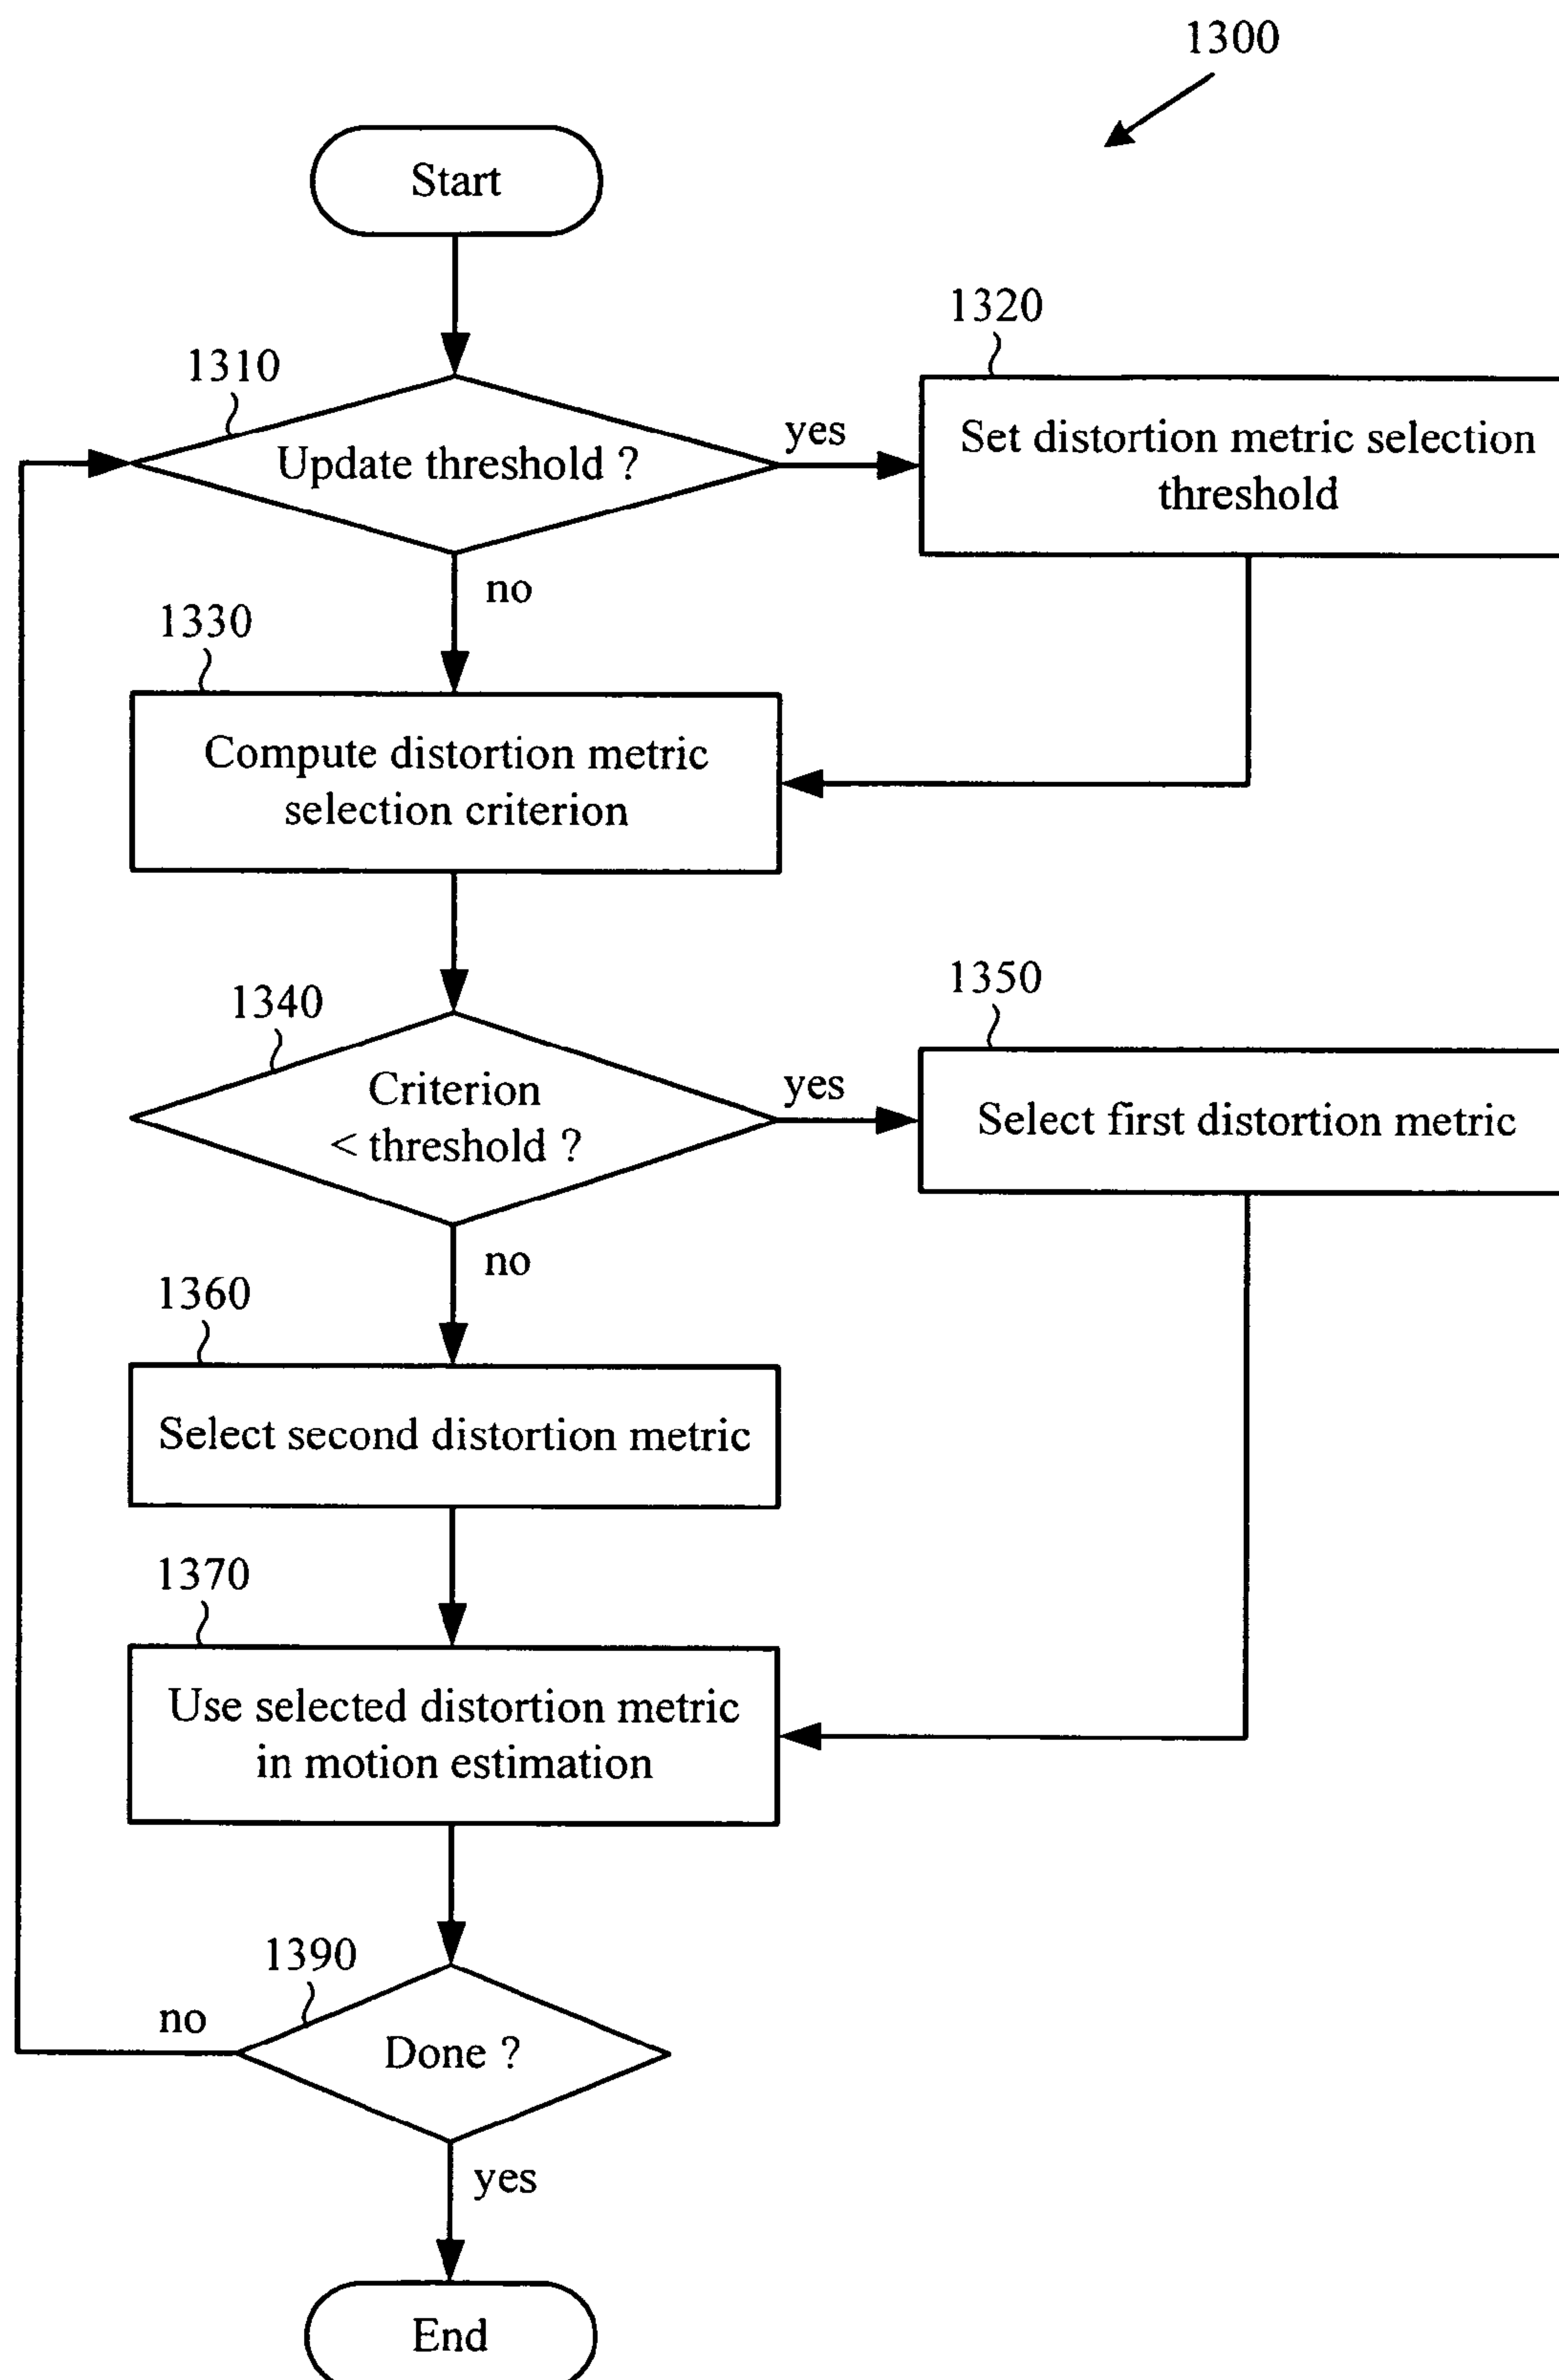 1300
Start
1310
Update threshold ?
yes
1320
Set distortion metric selection
threshold
no
1330
Compute distortion metric
selection criterion
1340
Criterion
< threshold ?
yes
1350
Select first distortion metric
no
1360
Select second distortion metric
1370
Use selected distortion metric
in motion estimation
1390
Done ?
no
yes
End